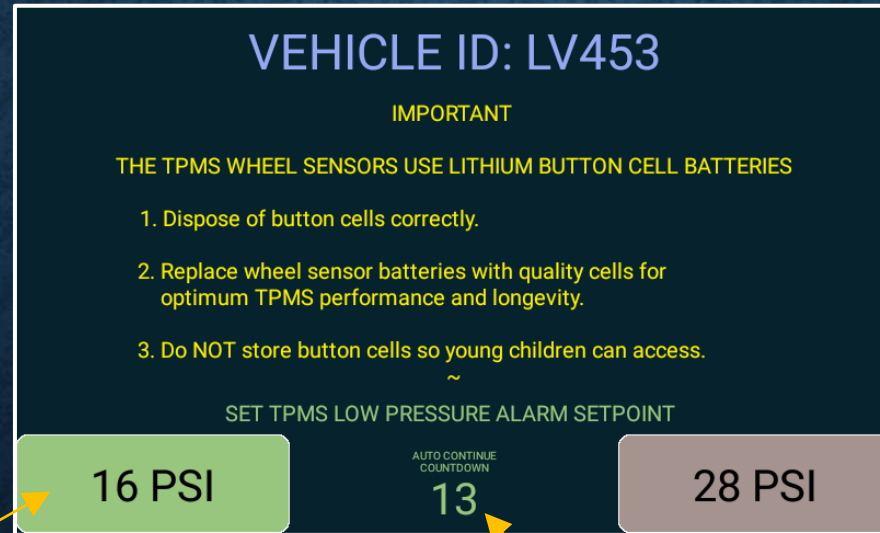 VEHICLE ID: LV453
IMPORTANT
THE TPMS WHEEL SENSORS USE LITHIUM BUTTON CELL BATTERIES
1. Dispose of button cells correctly.
2. Replace wheel sensor batteries with quality cells for
optimum TPMS performance and longevity.
3. Do NOT store button cells so young children can access.
~
SET TPMS LOW PRESSURE ALARM SETPOINT
16 PSI
AUTO CONTINUE
COUNTDOWN
13
28 PSI